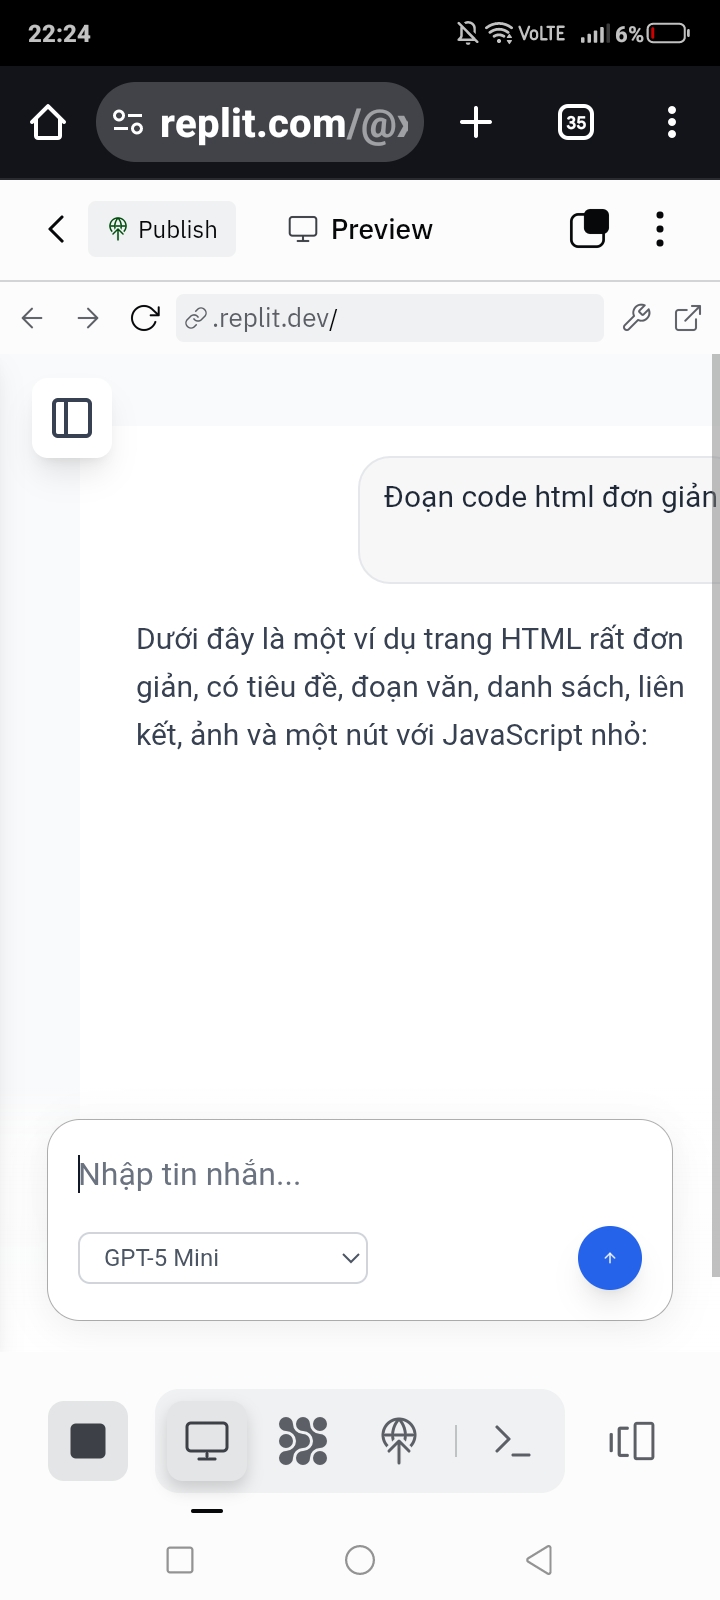 22:24
VoLTE
6%
replit.com/@
35
Publish
Preview
.replit.dev/
Đoạn code html đơn giản
Dưới đây là một ví dụ trang HTML rất đơn
giản, có tiêu đề, đoạn văn, danh sách, liên
kết, ảnh và một nút với JavaScript nhỏ:
Nhập tin nhắn...
GPT-5 Mini